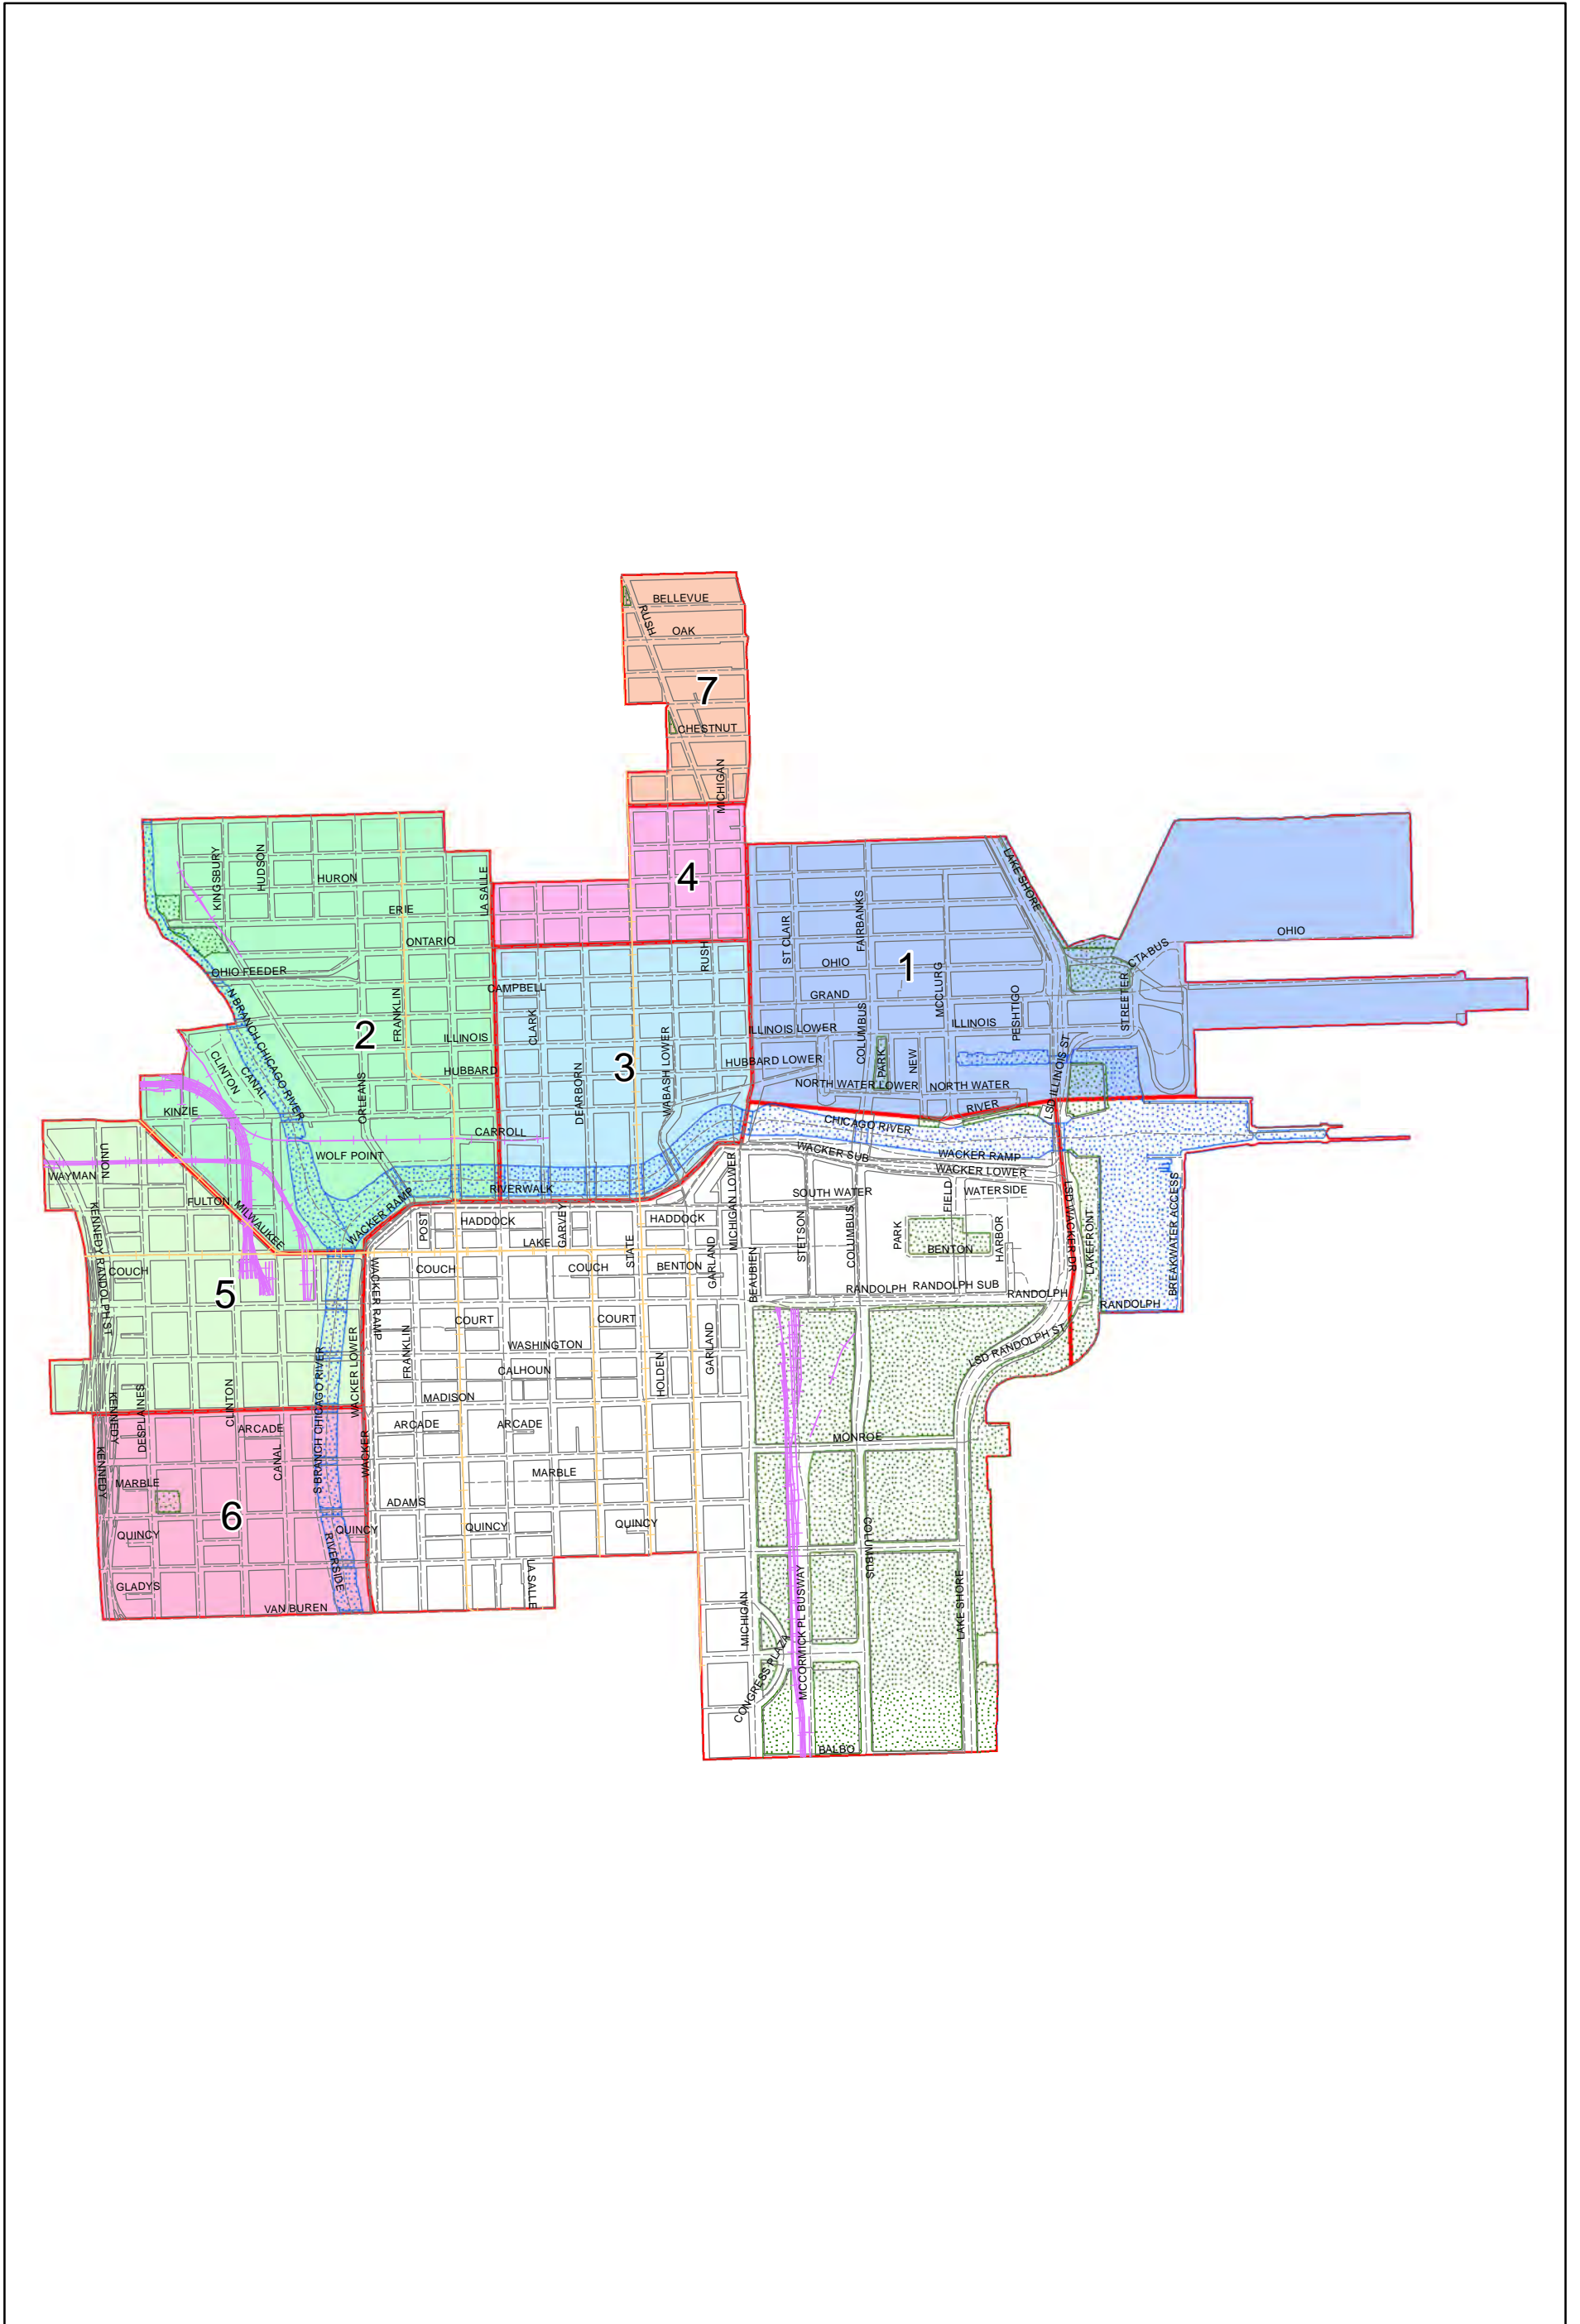 BELLEVUE
RUSH
OAK
7
CHESTNUT
MICHIGAN
KINGSBURY
HUDSON
HURON
LA SALLE
ERIE
ONTARIO
OHIO FEEDER
N BRANCH CHICAGO RIVER
FRANKLIN
2
ILLINOIS
HUBBARD
CLINTON
CANAL
ORLEANS
KINZIE
CARROLL
WOLF POINT
4
RUSH
CAMPBELL
CLARK
3
DEARBORN
WABASH LOWER
RIVERWALK
LAKE SHORE
ST CLAIR
FAIRBANKS
OHIO
1
GRAND
MCCLURG
PESHTIGO
ILLINOIS LOWER
ILLINOIS
COLUMBUS
HUBBARD LOWER
PARK
NEW
NORTH WATER LOWER
NORTH WATER
RIVER
LSD ILLINOIS ST
STREETER
CTA BUS
OHIO
CHICAGO RIVER
WACKER SUB
WACKER RAMP
WACKER LOWER
SOUTH WATER
WATERSIDE
FIELD
MICHIGAN LOWER
STETSON
COLUMBUS
PARK
BENTON
HARBOR
LSD WACKER DR
LAKEFRONT
BREAKWATER ACCESS
RANDOLPH
RANDOLPH SUB
RANDOLPH
RANDOLPH
LSD RANDOLPH ST
UNION
WAYMAN
FULTON
MILWAUKEE
WACKER RAMP
KENNEDY RANDOLPH ST
COUCH
5
WACKER RAMP
POST
HADDOCK
GARVEY
HADDOCK
LAKE
STATE
COUCH
COUCH
BENTON
GARLAND
BEAUBIEN
COURT
COURT
WASHINGTON
FRANKLIN
CALHOUN
HOLDEN
GARLAND
MADISON
WACKER LOWER
S BRANCH CHICAGO RIVER
KENNEDY
DESPLAINES
CLINTON
ARCADE
CANAL
WACKER
ARCADE
ARCADE
MONROE
KENNEDY
MARBLE
MARBLE
6
ADAMS
QUINCY
QUINCY
QUINCY
QUINCY
RIVERSIDE
GLADYS
VAN BUREN
LA SALLE
COLUMBUS
MICHIGAN
MCCORMICK PL BUSWAY
LAKE SHORE
CONGRESS PLAZA
BALBO